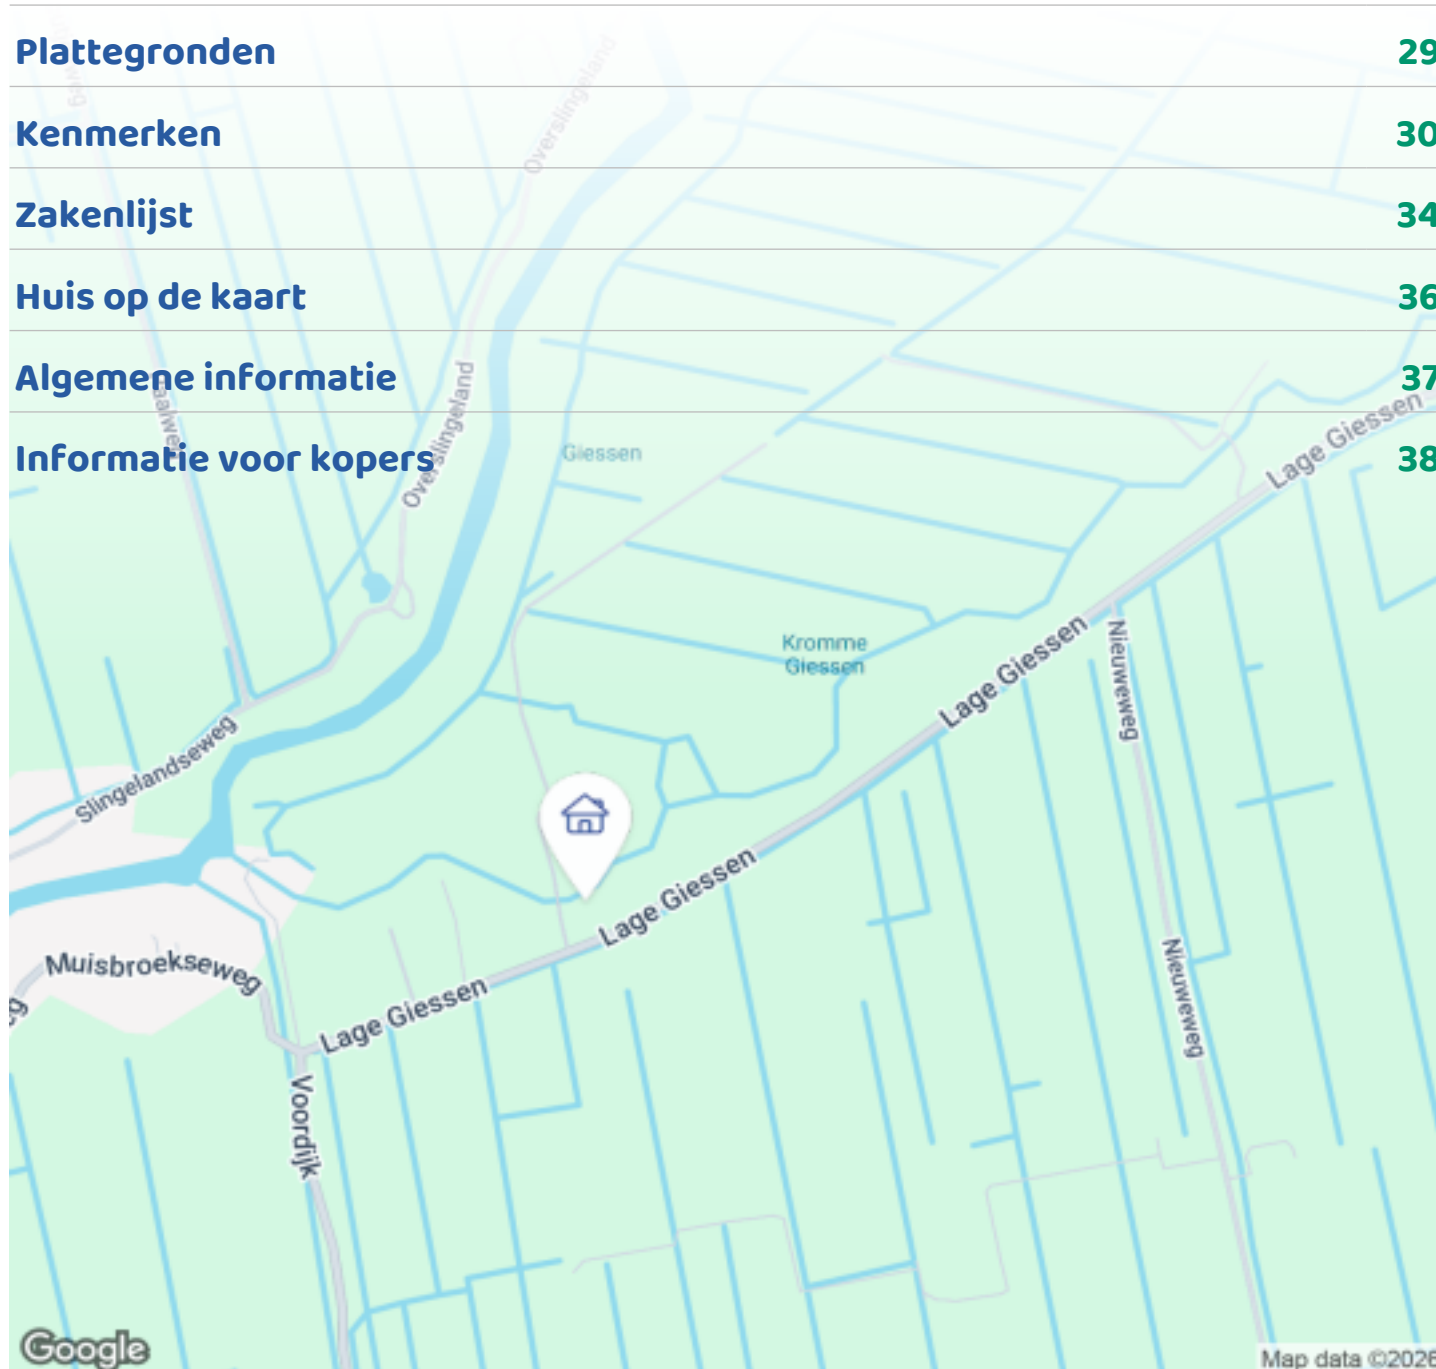 Plattegronden 29
Kenmerken 30
Zakenlijst 34
Huis op de kaart 36
Algemene informatie 37
Informatie voor kopers 38
Overslingeland
Overslingeland
Giessen
Lage Giessen
Kromme
Giessen
Lage Giessen
Nieuweweg
Slingelandseweg
Lage Giessen
Muisbroekseweg
Nieuweweg
Lage Giessen
Voordijk
Google
Map data ©2026